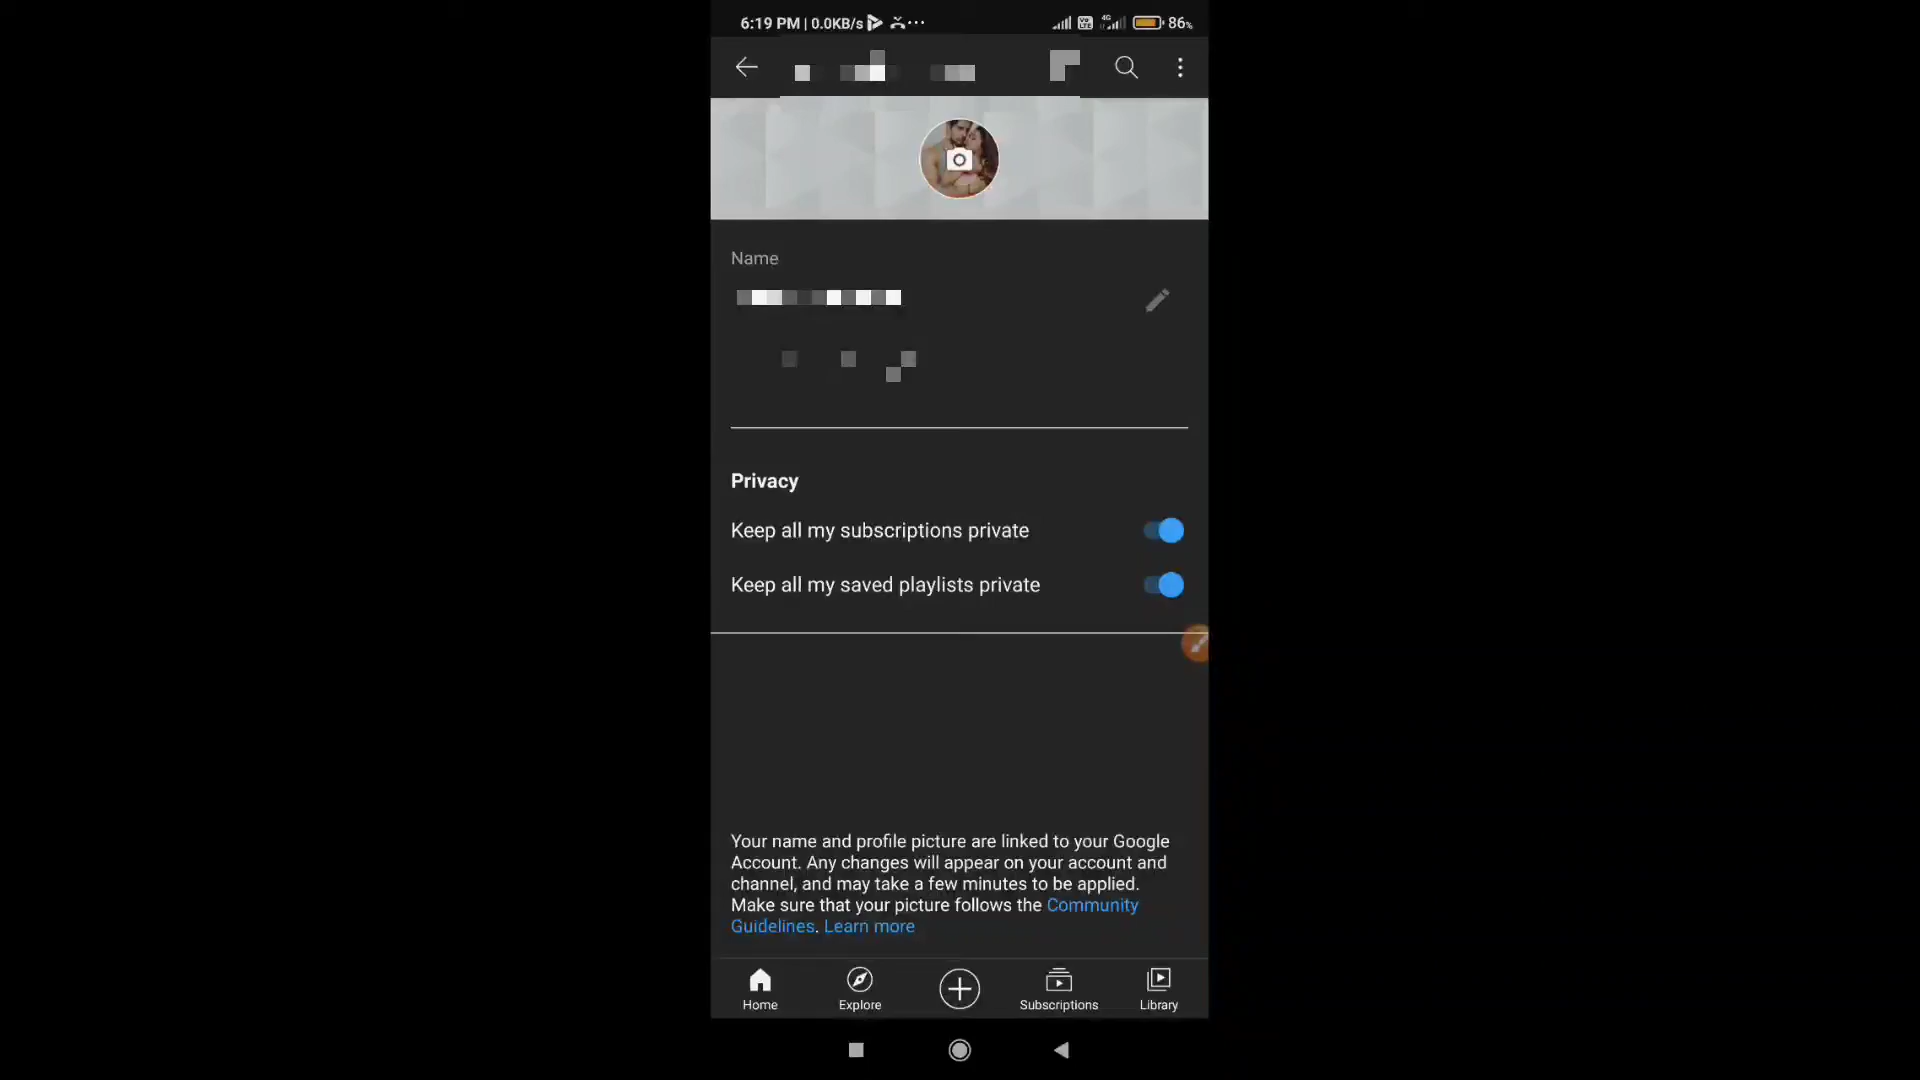 6:19 PM | 0.0KB/s ... 4G 86%
Name
Privacy
Keep all my subscriptions private
Keep all my saved playlists private
Your name and profile picture are linked to your Google
Account. Any changes will appear on your account and
channel, and may take a few minutes to be applied.
Make sure that your picture follows the Community
Guidelines. Learn more
Home
Explore
Subscriptions
Library